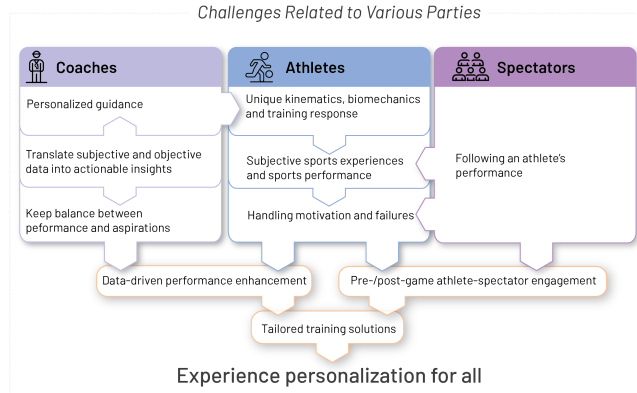 Challenges Related to Various Parties
Coaches
Personalized guidance
Translate subjective and objective
data into actionable insights
Keep balance between
peformance and aspirations
Athletes
Unique kinematics, biomechanics
and training response
Subjective sports experiences
and sports performance
Handling motivation and failures
Spectators
Following an athlete's
performance
Data-driven performance enhancement
Pre-/post-game athlete-spectator engagement
Tailored training solutions
Experience personalization for all